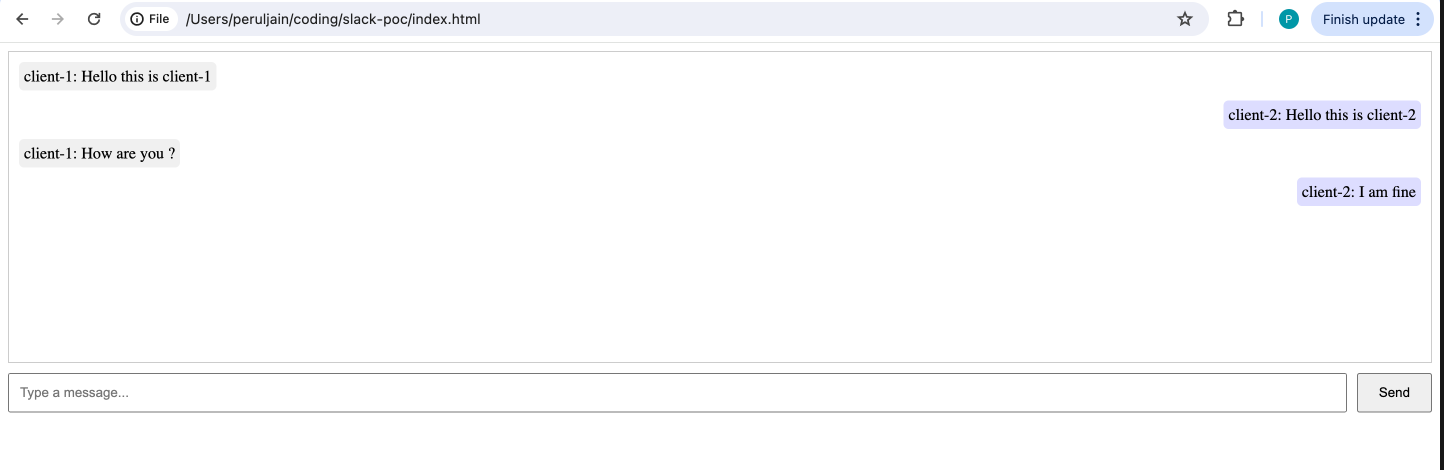 File /Users/peruljain/coding/slack-poc/index.html P Finish update
client-1: Hello this is client-1
client-2: Hello this is client-2
client-1: How are you ?
client-2: I am fine
Type a message... Send